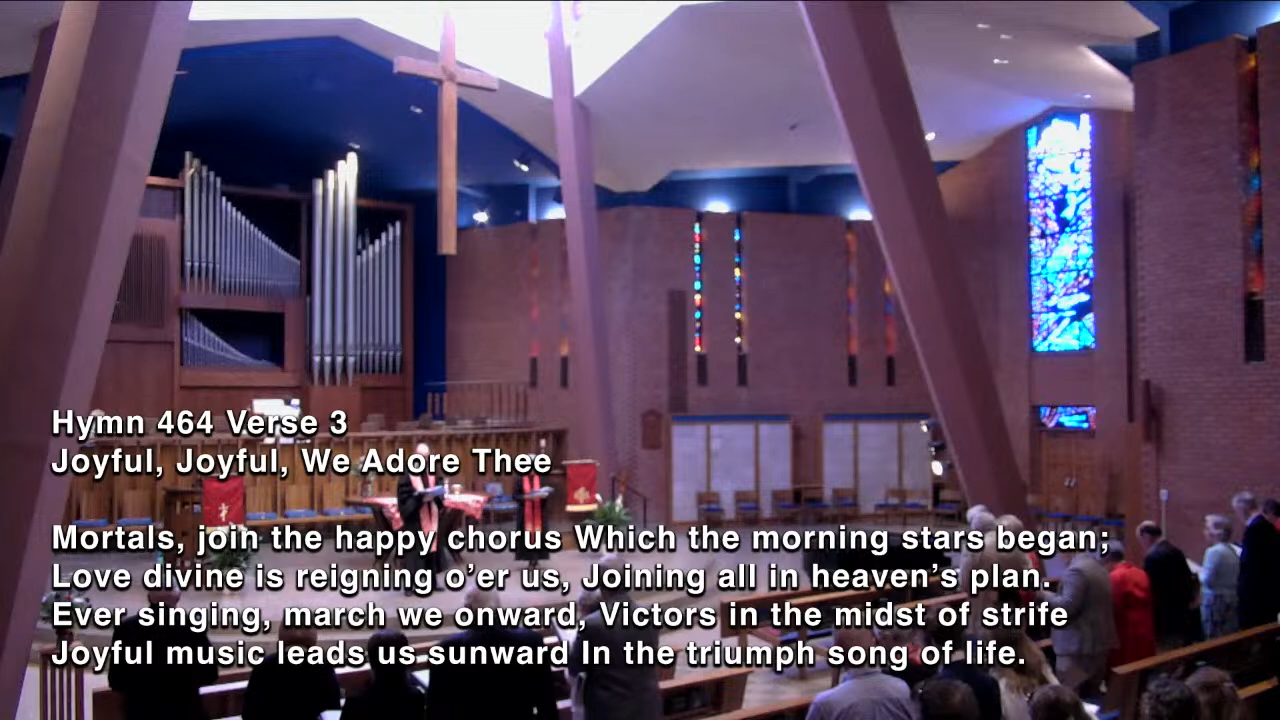 Hymn 464 Verse 3
Joyful, Joyful, We Adore Thee
Mortals, join the happy chorus Which the morning stars began;
Love divine is reigning o’er us, Joining all in heaven’s plan.
Ever singing, march we onward, Victors in the midst of strife
Joyful music leads us sunward In the triumph song of life.